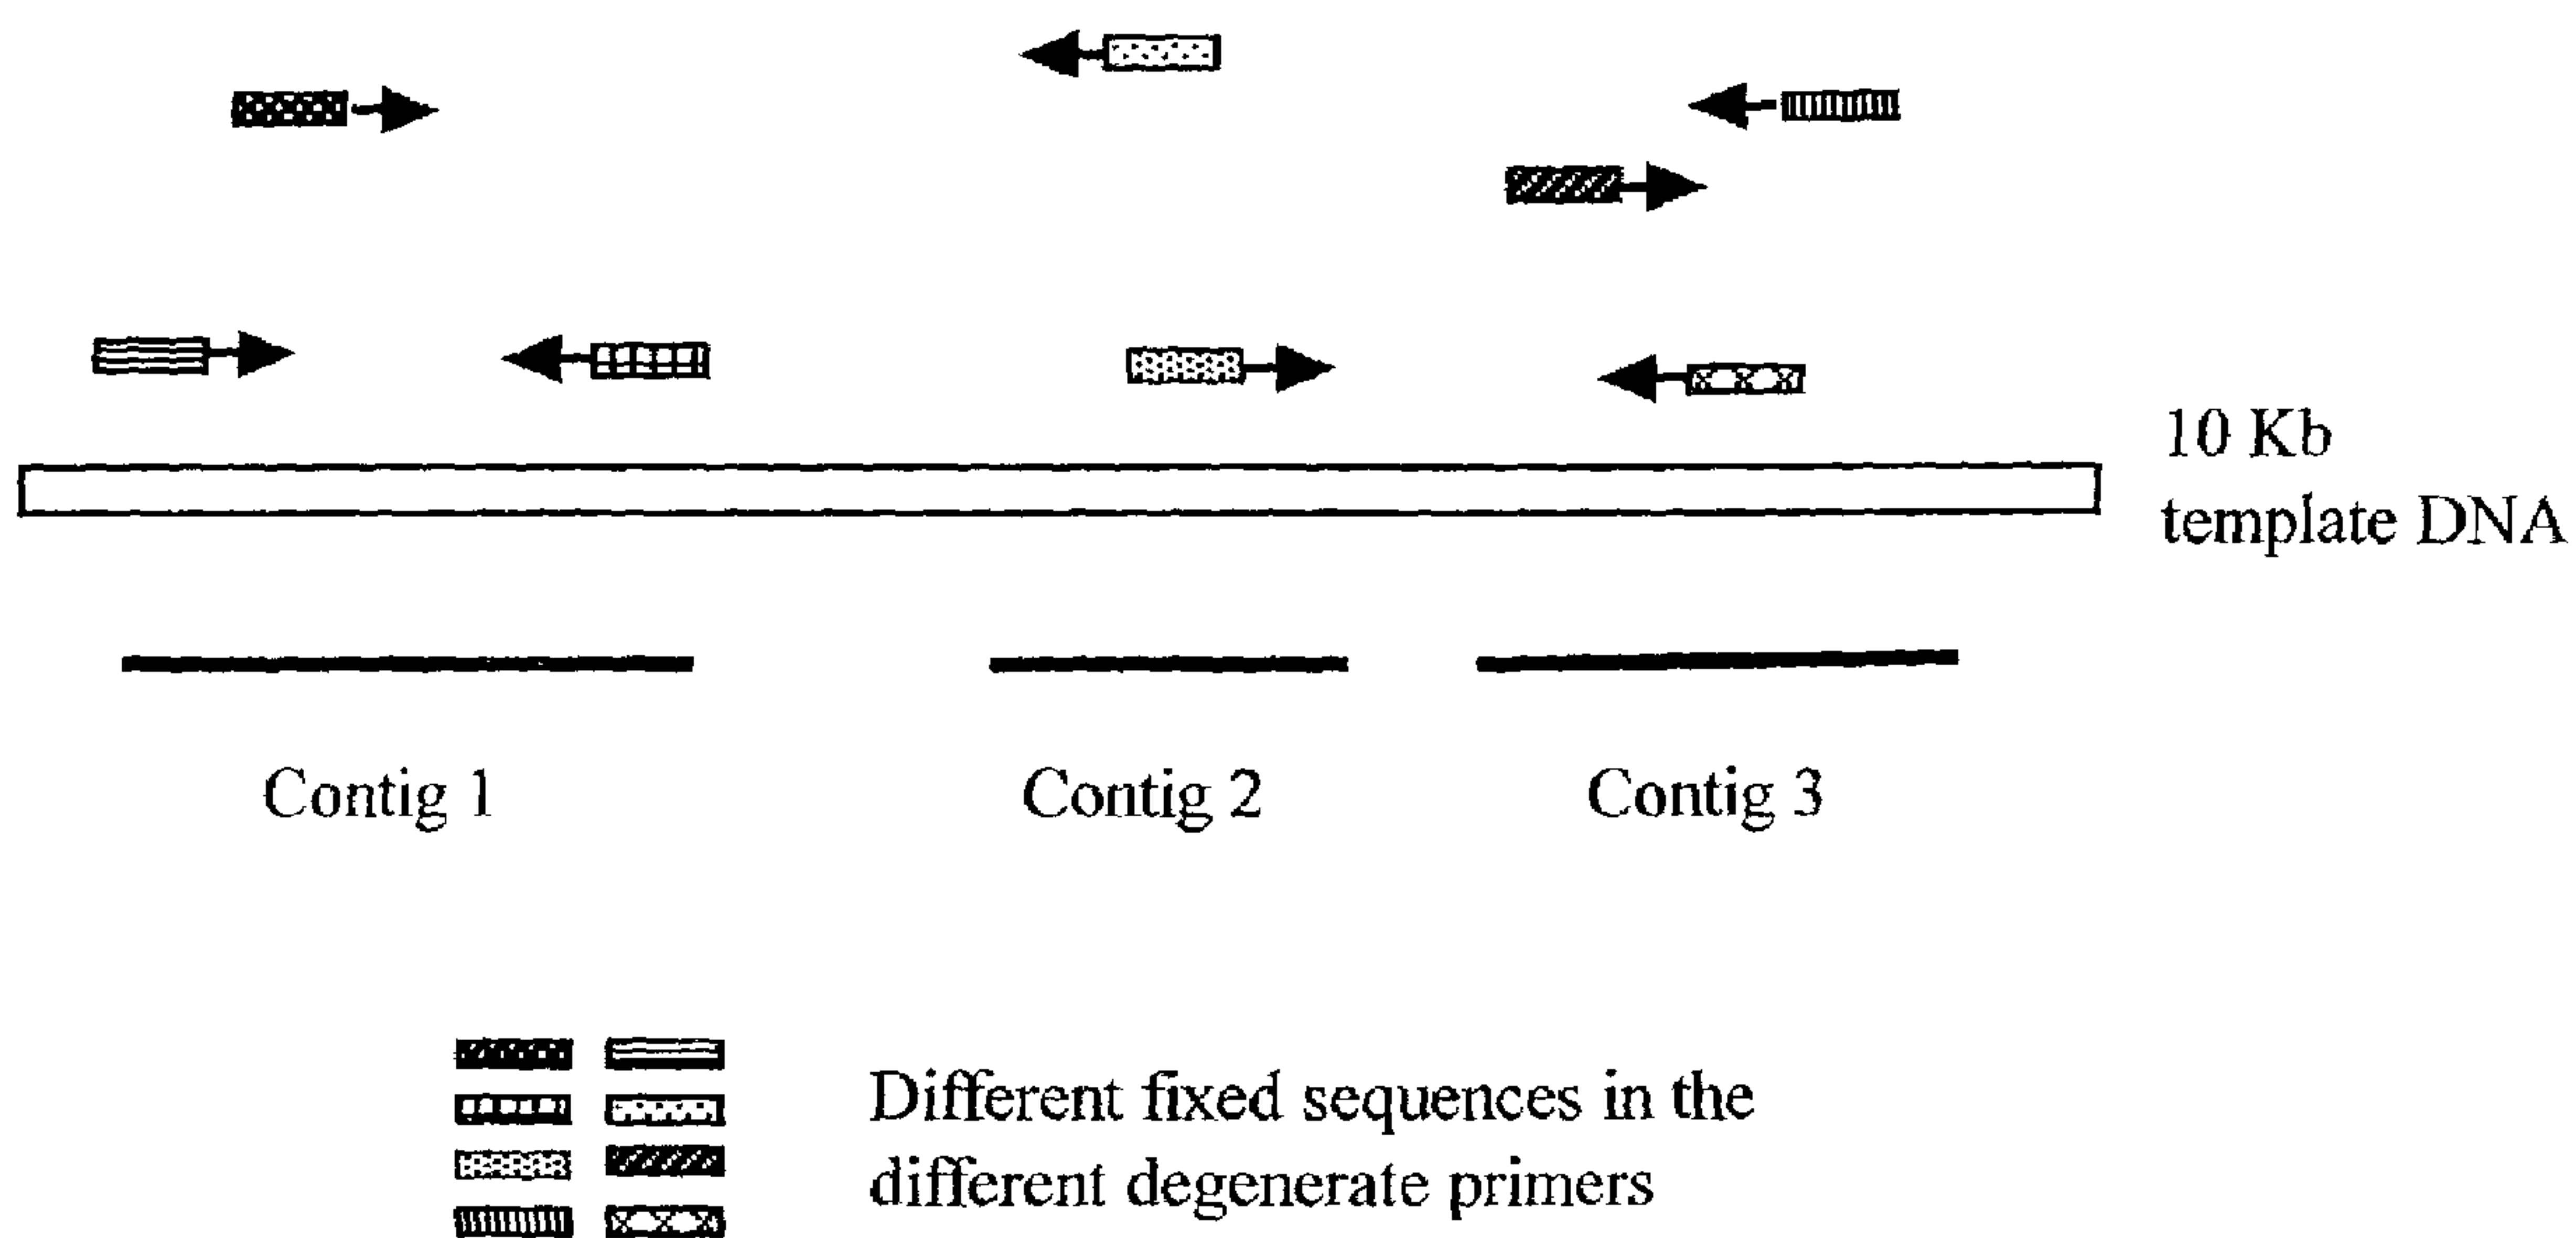 10 Kb
template DNA
Contig 1
Contig 2
Contig 3
Different fixed sequences in the
different degenerate primers